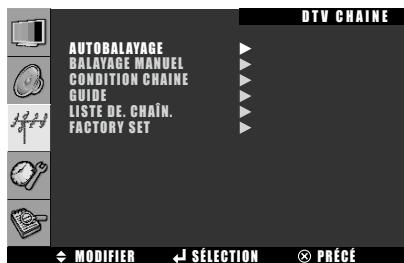 DTV CHAINE
AUTOBALAYAGE
BALAYAGE MANUEL
CONDITION CHAINE
GUIDE
LISTE DE. CHAÎN.
FACTORY SET
MODIFIER SÉLECTION PRÉCÉ